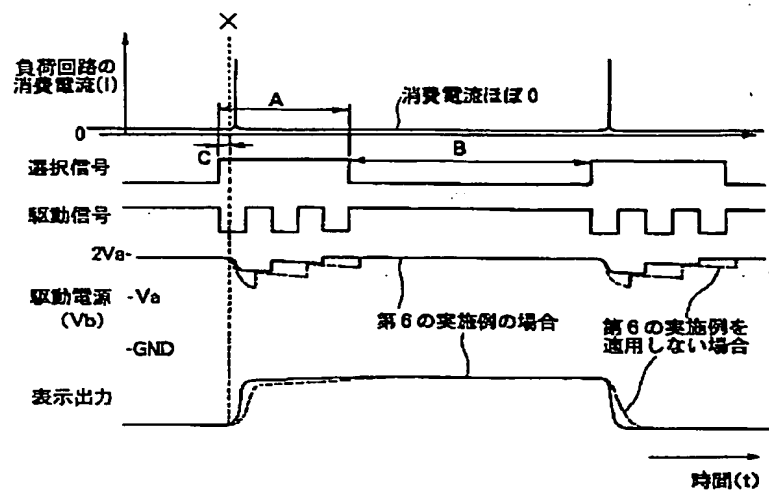 X
負荷回路の
消費電流(I)
A
消費電流ほぼ0
0
C
B
選択信号
駆動信号
2Va-
駆動電源
(Vb)
-Va
第6の実施例の場合
第6の実施例を
速用しない場合
-GND
表示出力
時間(t)